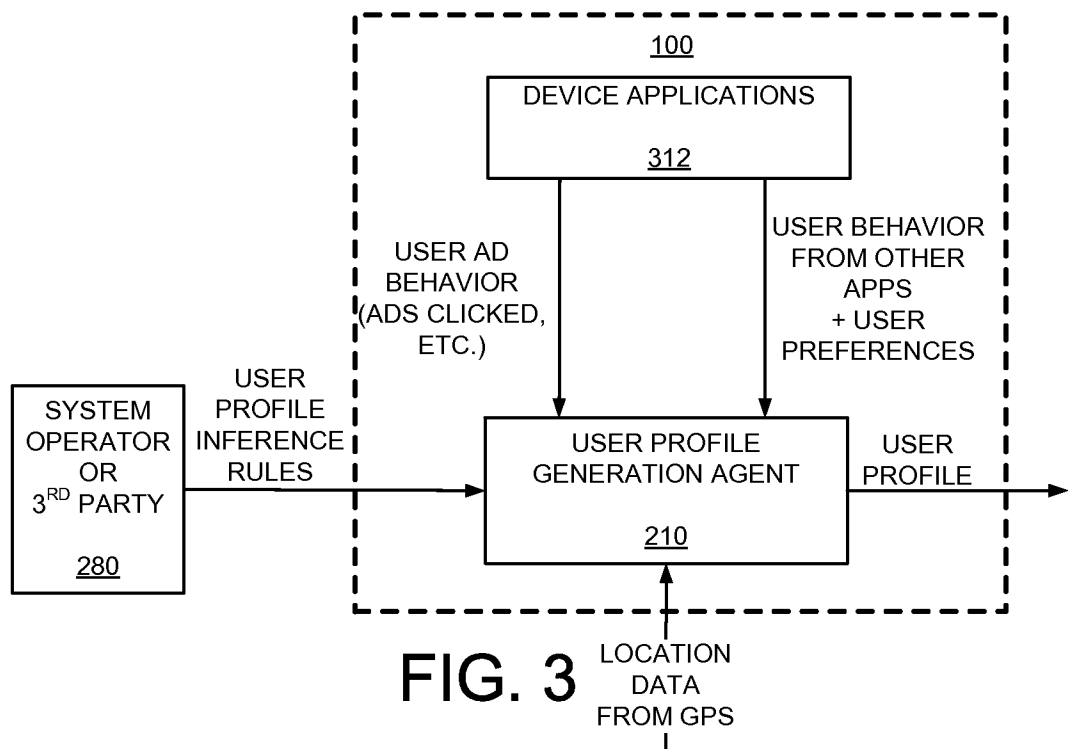 100
DEVICE APPLICATIONS
312
USER AD
BEHAVIOR
(ADS CLICKED,
ETC.)
USER BEHAVIOR
FROM OTHER
APPS
+ USER
PREFERENCES
SYSTEM
OPERATOR
OR
3RD PARTY
280
USER
PROFILE
INFERENCE
RULES
USER PROFILE
GENERATION AGENT
210
USER
PROFILE
FIG. 3
LOCATION
DATA
FROM GPS